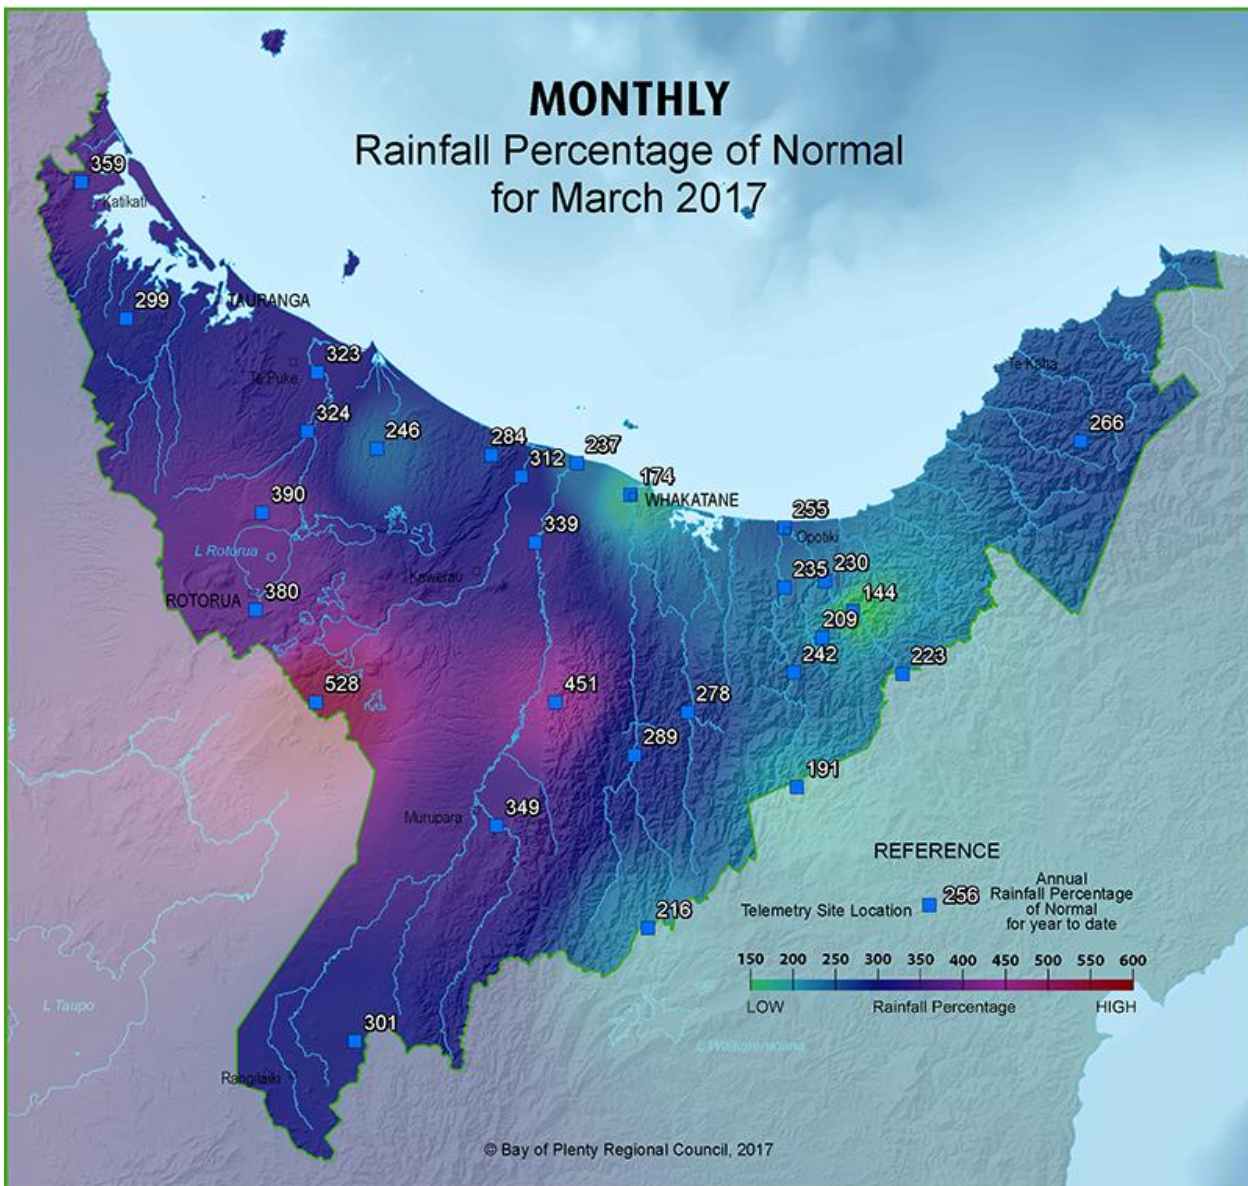 MONTHLY
Rainfall Percentage of Normal
for March 2017
359
Katikati
299
TAURANGA
323
Te Puke
324
246
284
237
312
174
WHAKATANE
Te Kaha
266
390
339
255
Opotiki
L Rotorua
Kawerau
235
230
ROTORUA
380
144
209
242
223
528
451
278
289
191
Murupara
349
REFERENCE
Telemetry Site Location
256
Annual
Rainfall Percentage
of Normal
for year to date
216
150 200 250 300 350 400 450 500 550 600
LOW Rainfall Percentage HIGH
L Taupo
301
L Waikaremoana
Rangitaiki
© Bay of Plenty Regional Council, 2017